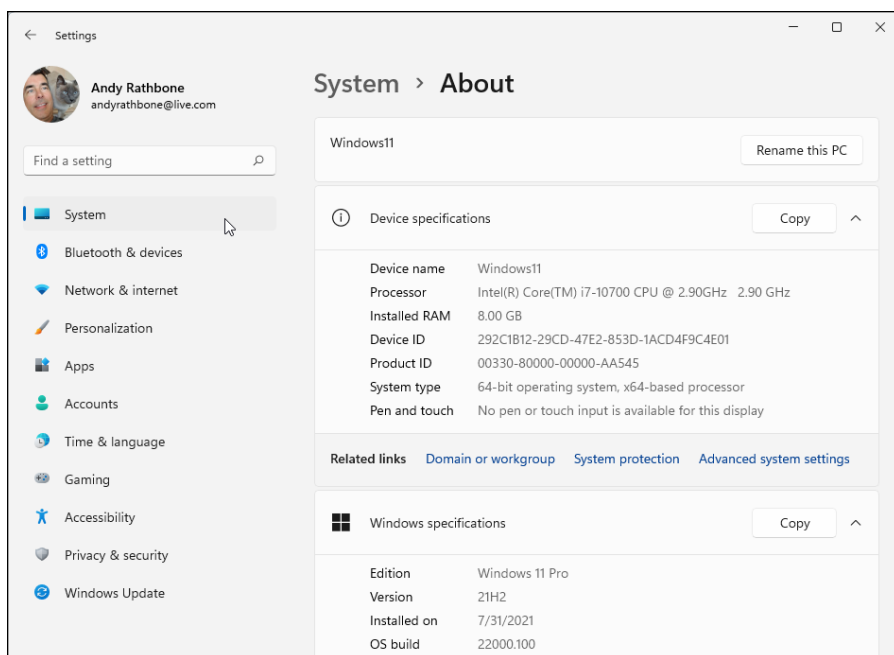 Settings
Andy Rathbone
andyrathbone@live.com
Find a setting
System
Bluetooth & devices
Network & internet
Personalization
Apps
Accounts
Time & language
Gaming
Accessibility
Privacy & security
Windows Update
System > About
Windows11 Rename this PC
Device specifications Copy
Device name Windows11
Processor Intel(R) Core(TM) i7-10700 CPU @ 2.90GHz 2.90 GHz
Installed RAM 8.00 GB
Device ID 292C1B12-29CD-47E2-853D-1ACD4F9C4E01
Product ID 00330-80000-00000-AA545
System type 64-bit operating system, x64-based processor
Pen and touch No pen or touch input is available for this display
Related links Domain or workgroup System protection Advanced system settings
Windows specifications Copy
Edition Windows 11 Pro
Version 21H2
Installed on 7/31/2021
OS build 22000.100